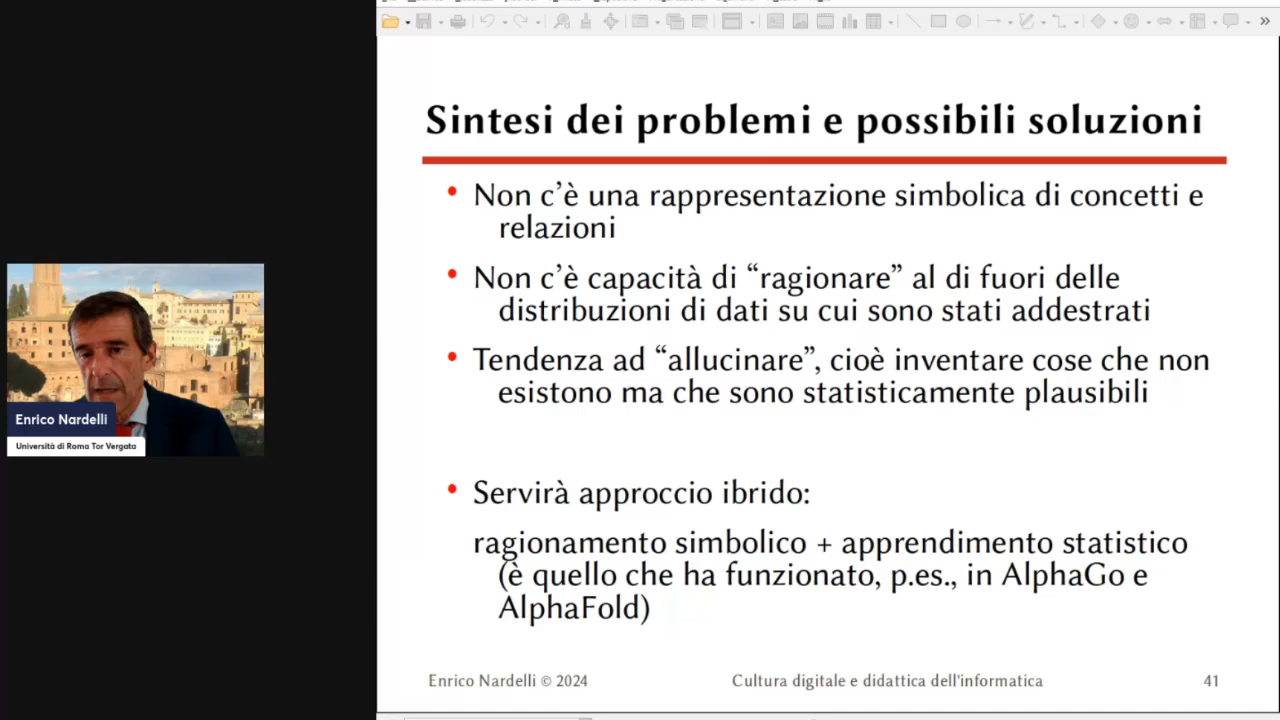 Sintesi dei problemi e possibili soluzioni
• Non c’è una rappresentazione simbolica di concetti e
relazioni
• Non c’è capacità di “ragionare” al di fuori delle
distribuzioni di dati su cui sono stati addestrati
• Tendenza ad “allucinare”, cioè inventare cose che non
esistono ma che sono statisticamente plausibili
• Servirà approccio ibrido:
ragionamento simbolico + apprendimento statistico
(è quello che ha funzionato, p.es., in AlphaGo e
AlphaFold)
Enrico Nardelli © 2024 Cultura digitale e didattica dell'informatica 41
Enrico Nardelli
Università di Roma Tor Vergata